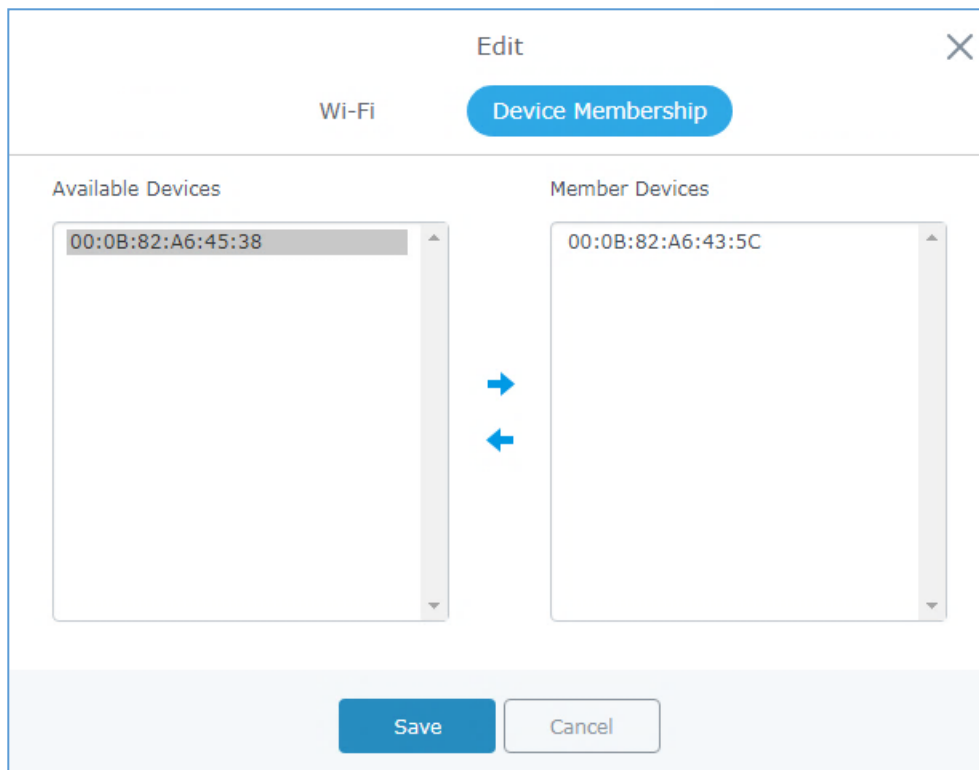 Edit
Wi-Fi
Device Membership
Available Devices
Member Devices
00:0B:82:A6:45:38
00:0B:82:A6:43:5C
Save
Cancel